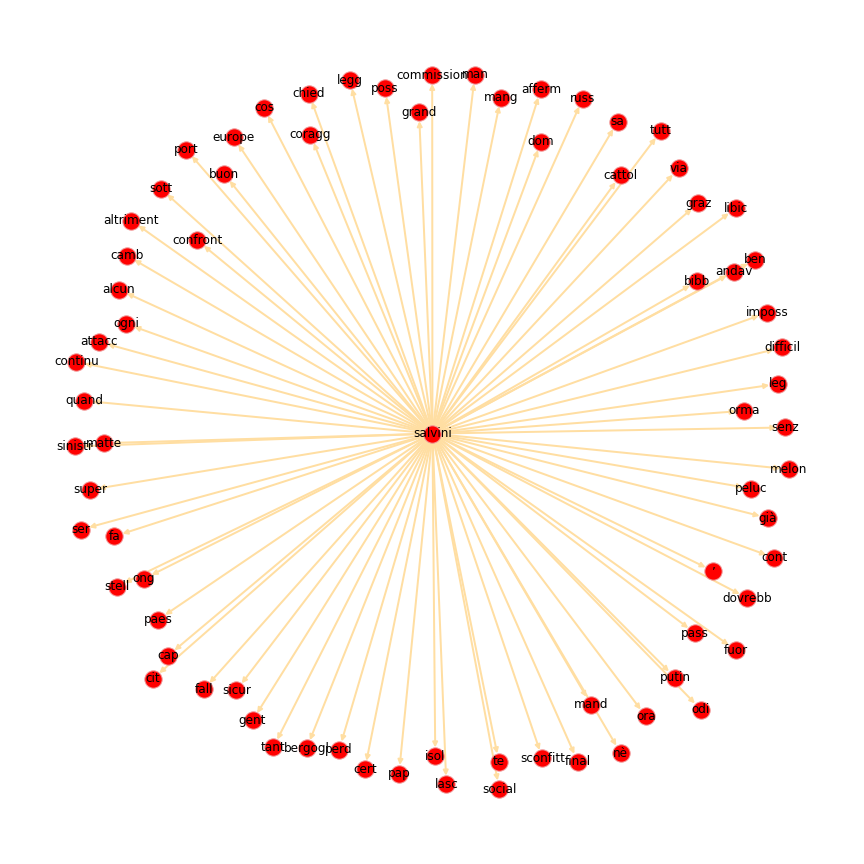 legg
commission
man
poss
afferm
chied
mang
russ
cos
grand
sa
tutt
europe
coragg
dom
port
via
buon
cattol
sott
graz
libic
altriment
confront
camb
ben
andav
bibb
alcun
imposs
ogni
attacc
difficil
continu
leg
quand
orma
senz
salvini
sinistr
matte
melon
super
peluc
gia
ser
fa
cont
stell
ong
dovrebb
paes
pass
cap
fuor
cit
putin
fall
sicur
mand
odi
gent
ora
tant
bergogl
perd
isol
te
sconfitt
final
ne
cert
pap
lasc
social